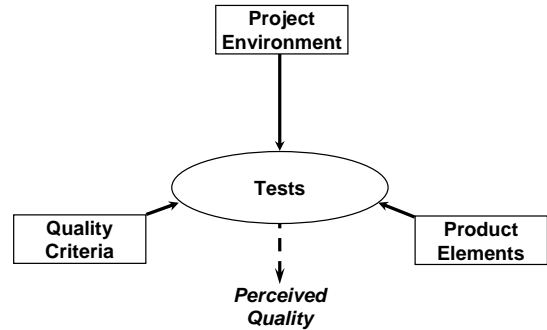 Project
Environment
Tests
Quality
Criteria
Product
Elements
Perceived
Quality